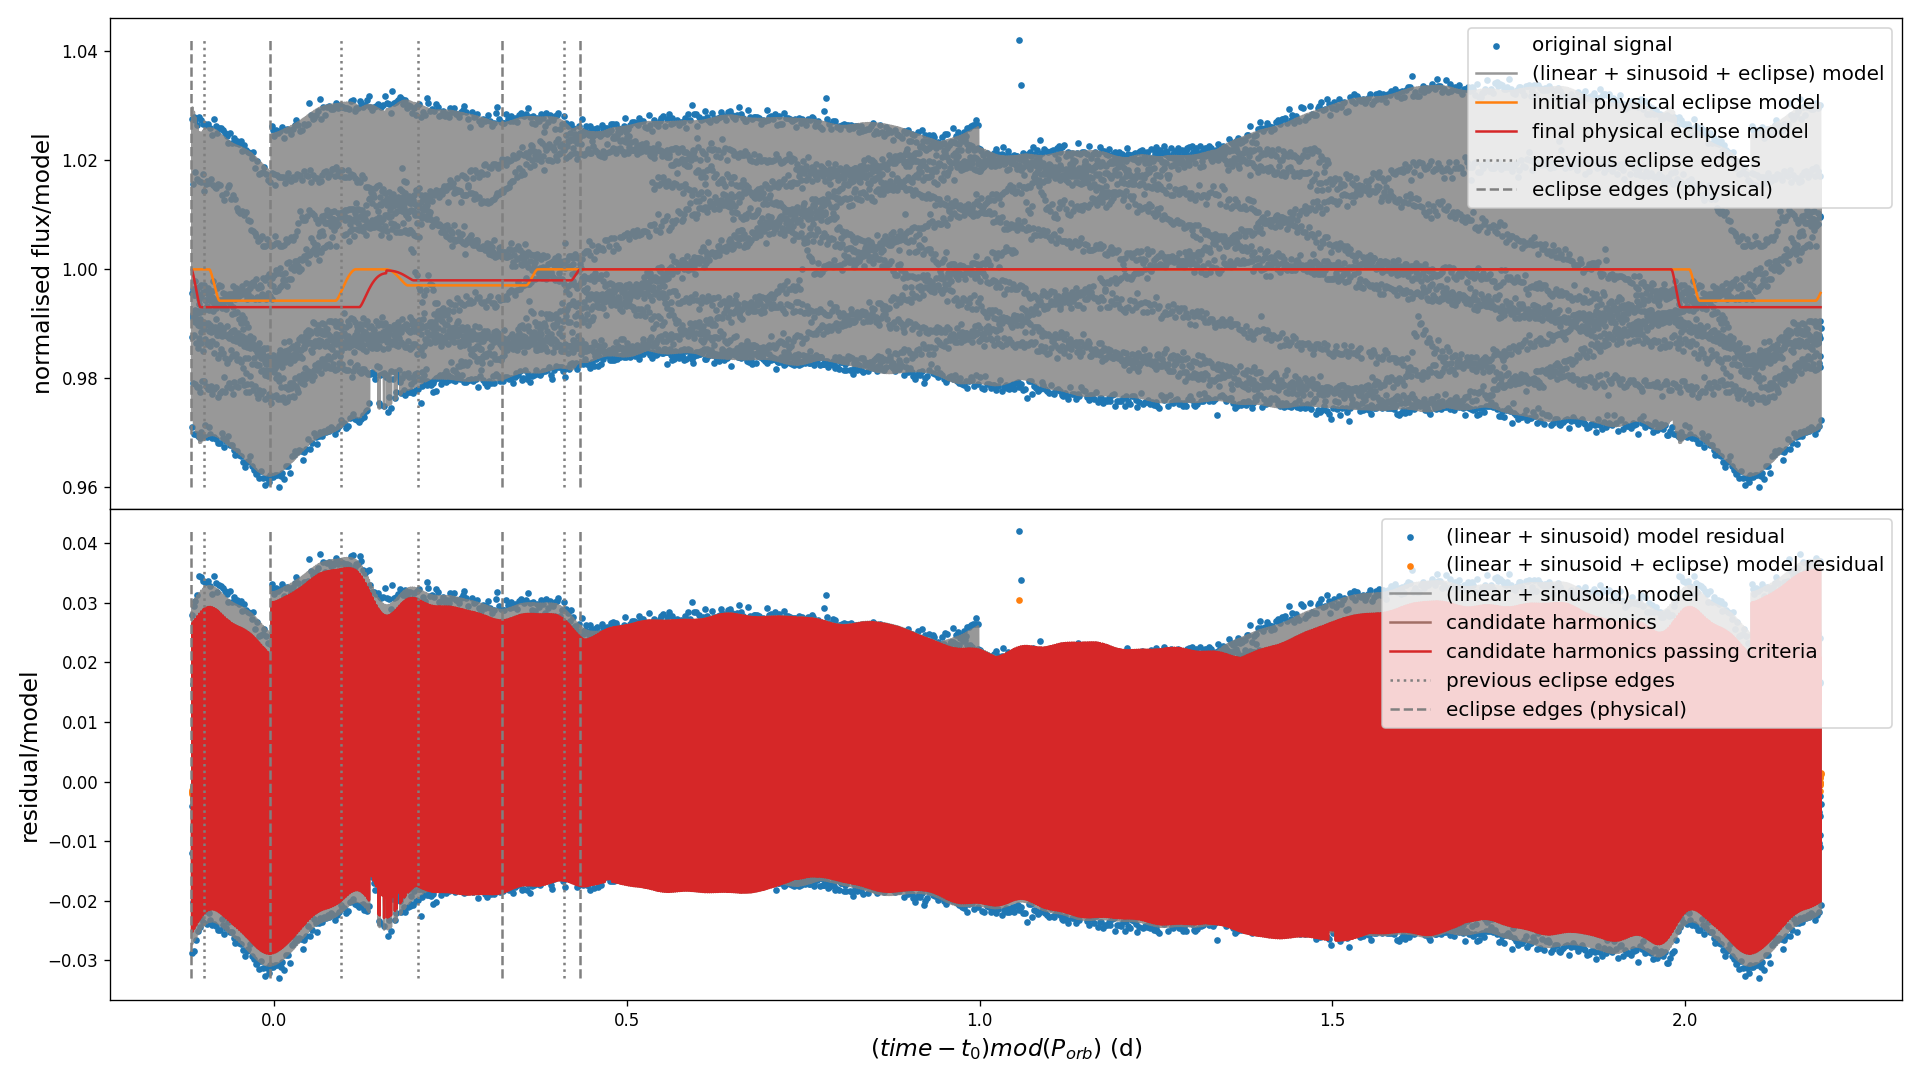 normalised flux/model
1.04
1.02
1.00
0.98
0.96
original signal
(linear + sinusoid + eclipse) model
initial physical eclipse model
final physical eclipse model
previous eclipse edges
eclipse edges (physical)
residual/model
0.04
0.03
0.02
0.01
0.00
−0.01
−0.02
−0.03
(linear + sinusoid) model residual
(linear + sinusoid + eclipse) model residual
(linear + sinusoid) model
candidate harmonics
candidate harmonics passing criteria
previous eclipse edges
eclipse edges (physical)
0.0 0.5 1.0 1.5 2.0
(time − t₀)mod(P_orb) (d)